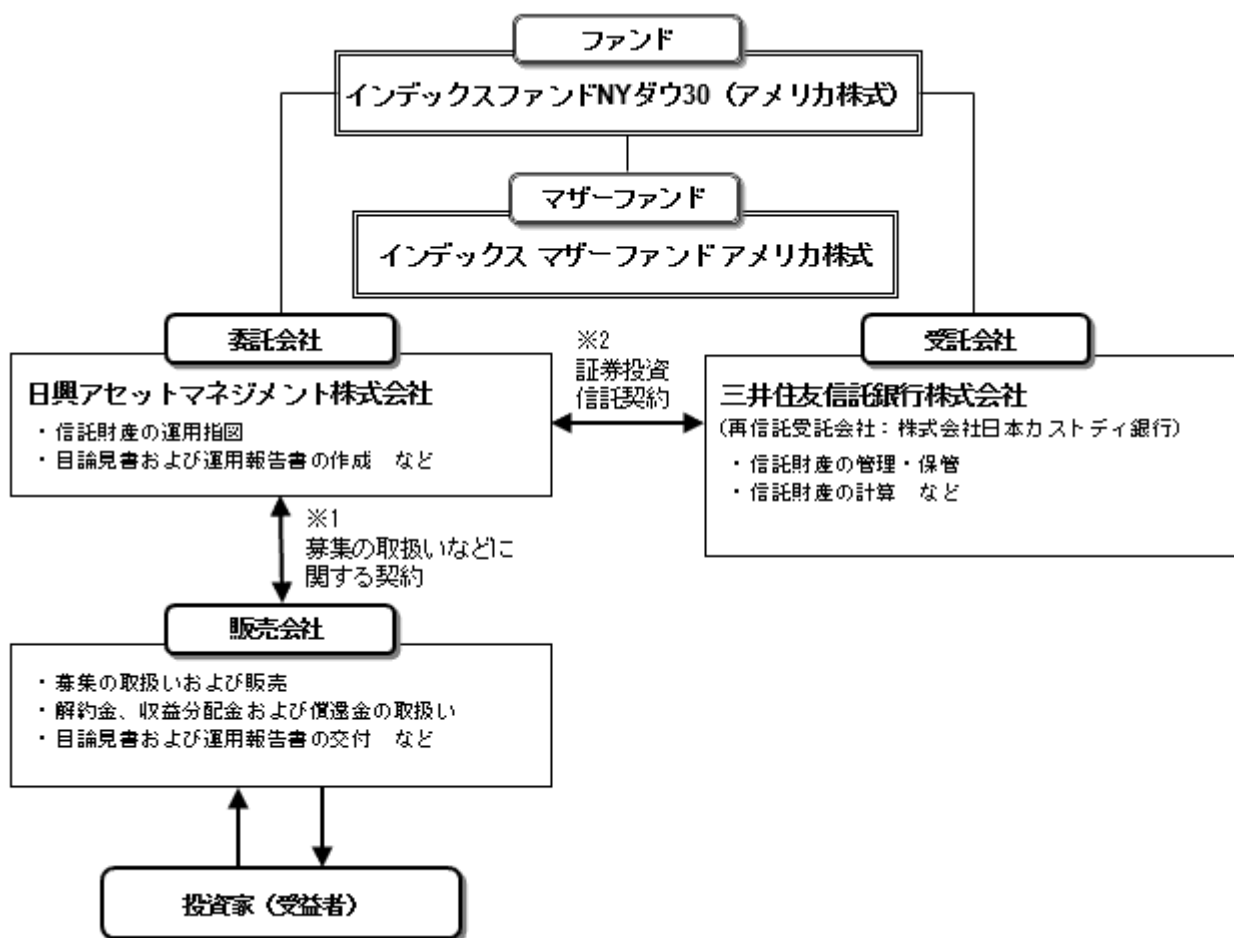 ファンド
インデックスファンドNYダウ30（アメリカ株式）
マザーファンド
インデックス マザーファンド アメリカ株式
委託会社
日興アセットマネジメント株式会社
・信託財産の運用指図
・目論見書および運用報告書の作成　など
※2
証券投資
信託契約
受託会社
三井住友信託銀行株式会社
(再信託受託会社：株式会社日本カストディ銀行)
・信託財産の管理・保管
・信託財産の計算　など
※1
募集の取扱いなどに
関する契約
販売会社
・募集の取扱いおよび販売
・解約金、収益分配金および償還金の取扱い
・目論見書および運用報告書の交付　など
投資家（受益者）